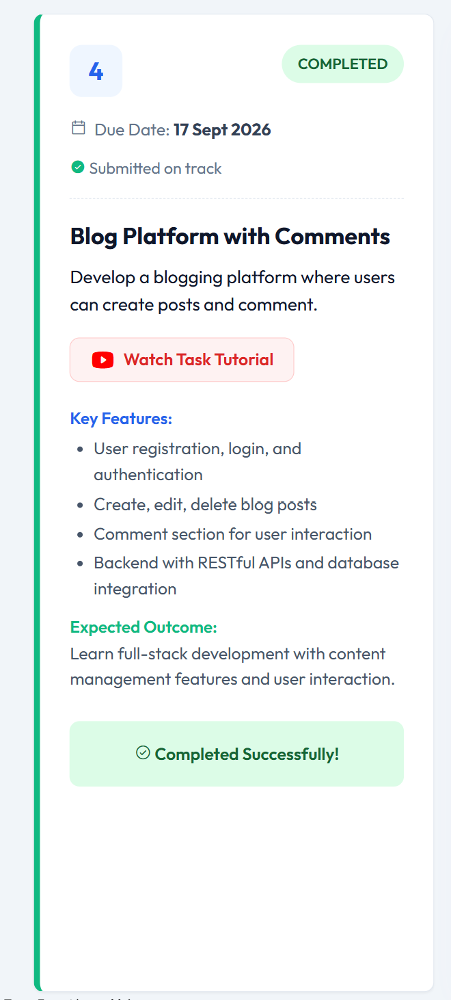 4
COMPLETED
Due Date: 17 Sept 2026
Submitted on track
Blog Platform with Comments
Develop a blogging platform where users
can create posts and comment.
Watch Task Tutorial
Key Features:
• User registration, login, and
authentication
• Create, edit, delete blog posts
• Comment section for user interaction
• Backend with RESTful APIs and database
integration
Expected Outcome:
Learn full-stack development with content
management features and user interaction.
Completed Successfully!